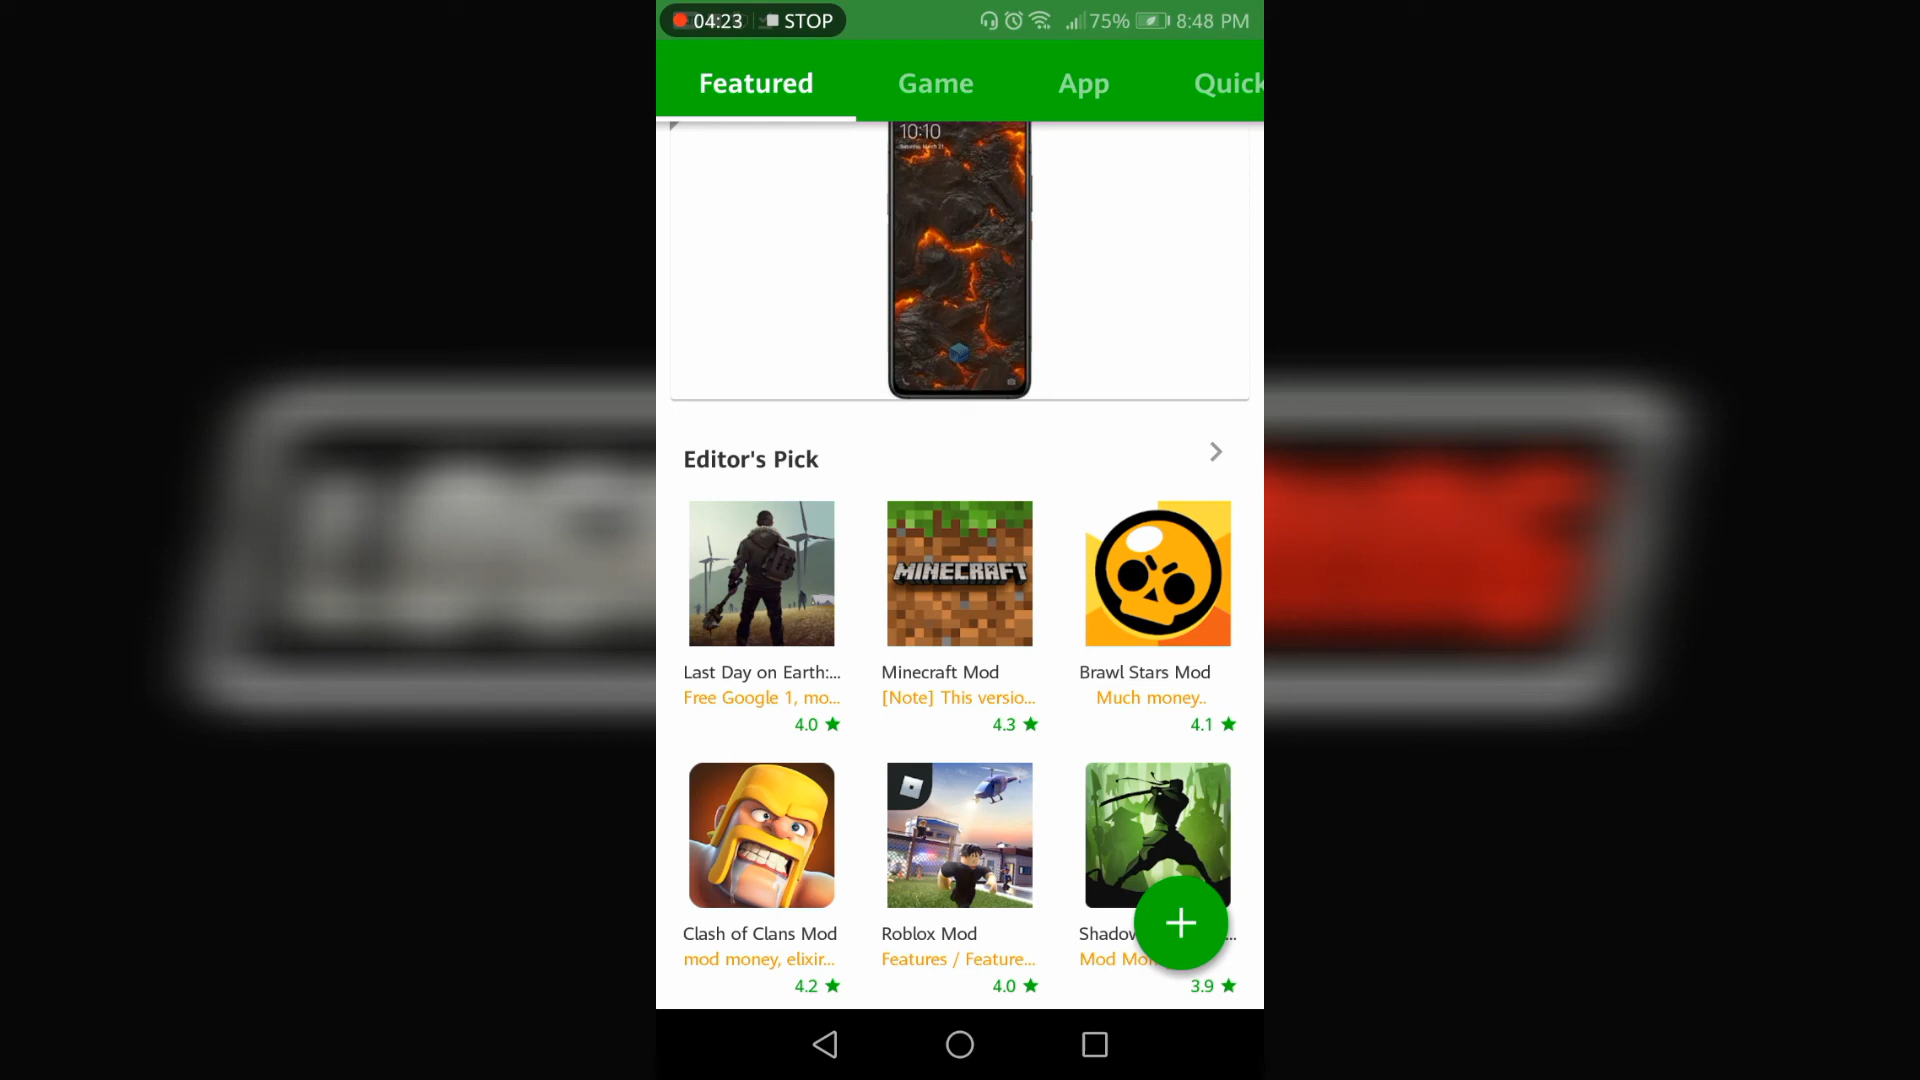 04:23 STOP 75% 8:48 PM
Featured Game App Quick
10:10
Editor's Pick
MINECRAFT
Last Day on Earth:... Minecraft Mod Brawl Stars Mod
Free Google 1, mo... [Note] This versio... Much money..
4.0 4.3 4.1
Clash of Clans Mod Roblox Mod Shadow ...
mod money, elixir... Features / Feature... Mod
4.2 4.0 3.9